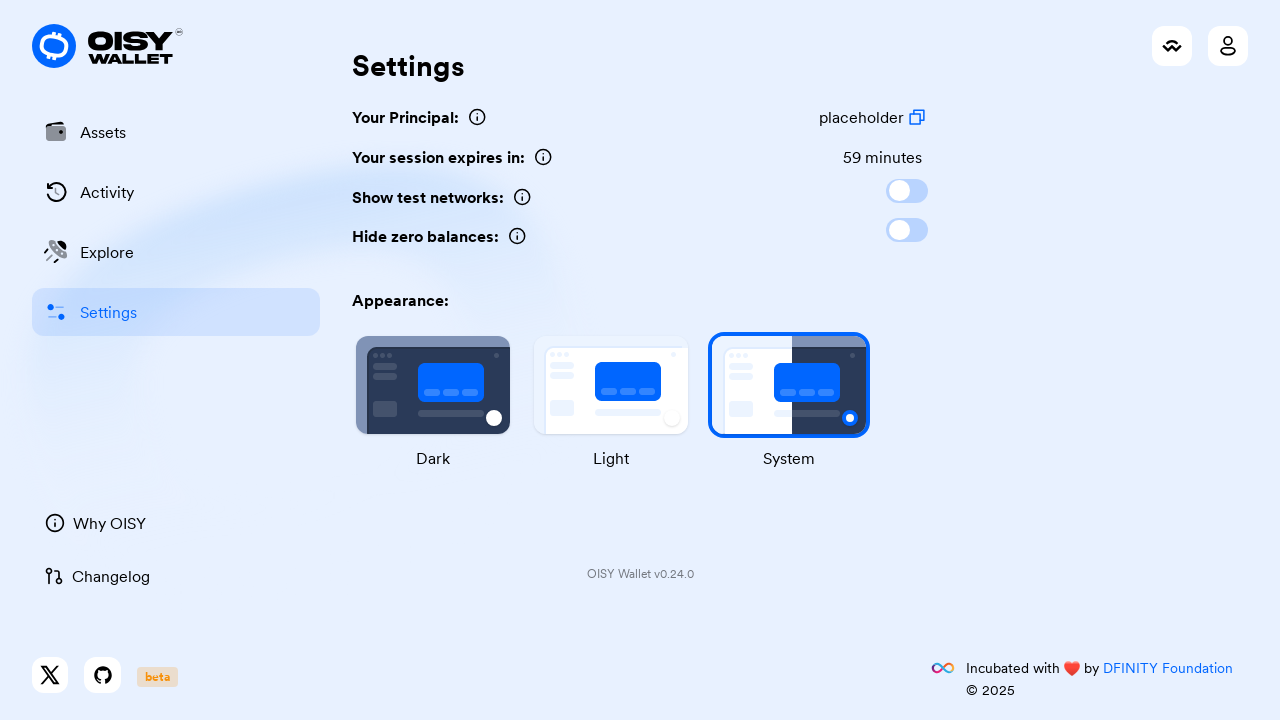 OISY
WALLET
Assets
Activity
Explore
Settings
Why OISY
Changelog
beta
Settings
Your Principal:
placeholder
Your session expires in:
59 minutes
Show test networks:
Hide zero balances:
Appearance:
Dark
Light
System
OISY Wallet v0.24.0
Incubated with ❤️ by DFINITY Foundation
© 2025